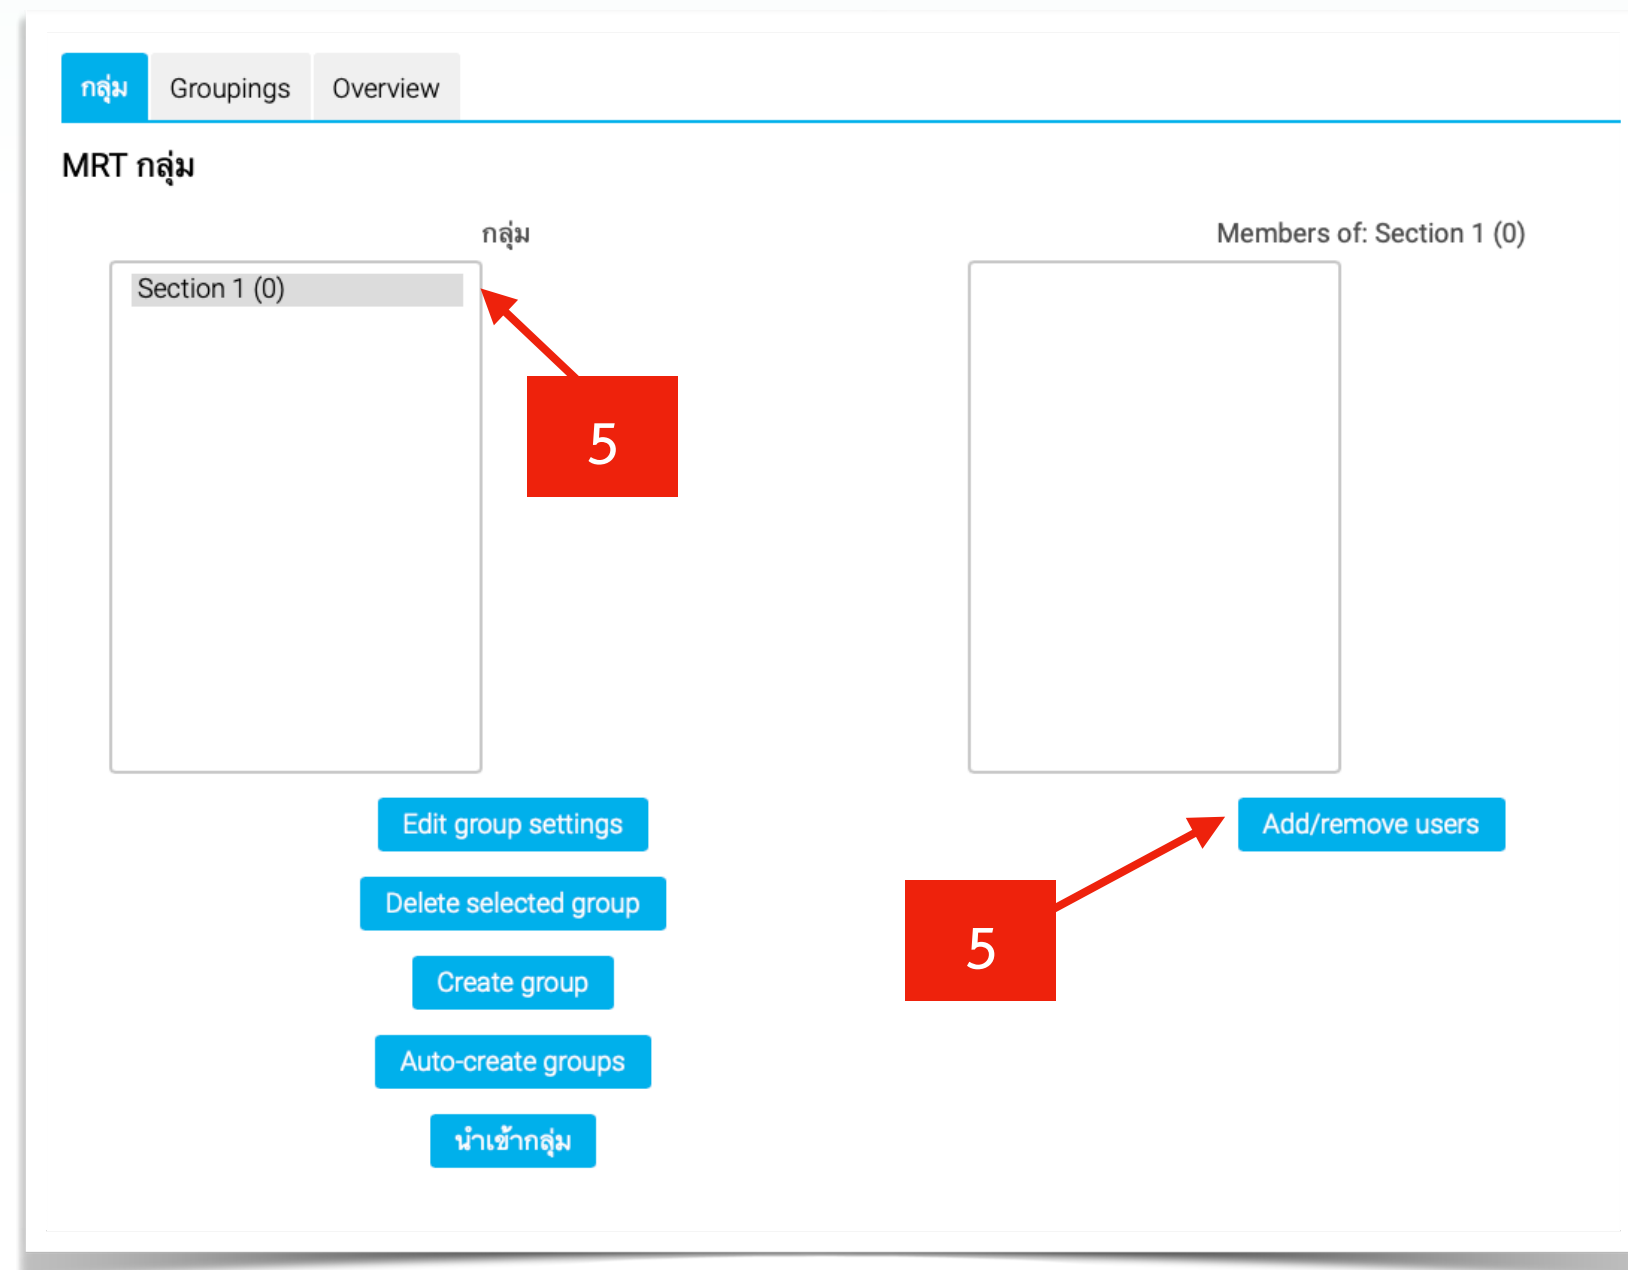 กลุ่ม Groupings Overview
MRT กลุ่ม
กลุ่ม
Members of: Section 1 (0)
Section 1 (0)
5
Edit group settings
Add/remove users
Delete selected group
5
Create group
Auto-create groups
นำเข้ากลุ่ม